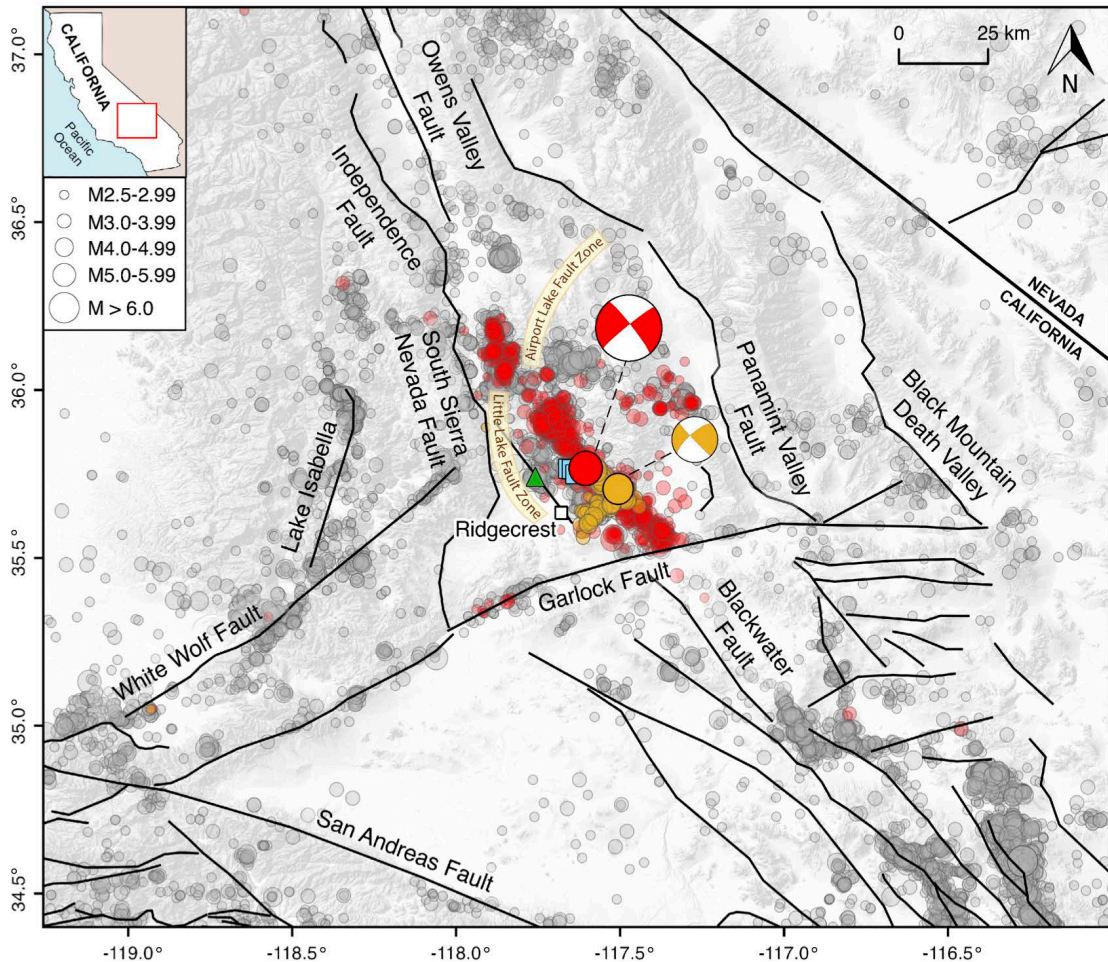 CALIFORNIA
Pacific
Ocean
M2.5-2.99
M3.0-3.99
M4.0-4.99
M5.0-5.99
M > 6.0
0 25 km
N
37.0°
36.5°
36.0°
35.5°
35.0°
34.5°
Owens Valley
Fault
Independence
Fault
Airport Lake Fault Zone
NEVADA
CALIFORNIA
South Sierra
Nevada Fault
Little Lake Fault Zone
Panamint Valley
Fault
Black Mountain
Death Valley
Lake Isabella
Ridgecrest
Garlock Fault
White Wolf Fault
Blackwater
Fault
San Andreas Fault
-119.0°
-118.5°
-118.0°
-117.5°
-117.0°
-116.5°